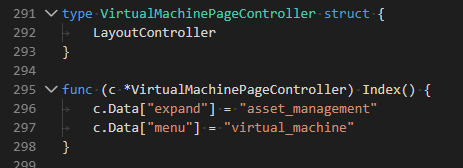 291 type VirtualMachinePageController struct {
292 LayoutController
293 }
294
295 func (c *VirtualMachinePageController) Index() {
296 c.Data["expand"] = "asset_management"
297 c.Data["menu"] = "virtual_machine"
298 }
299